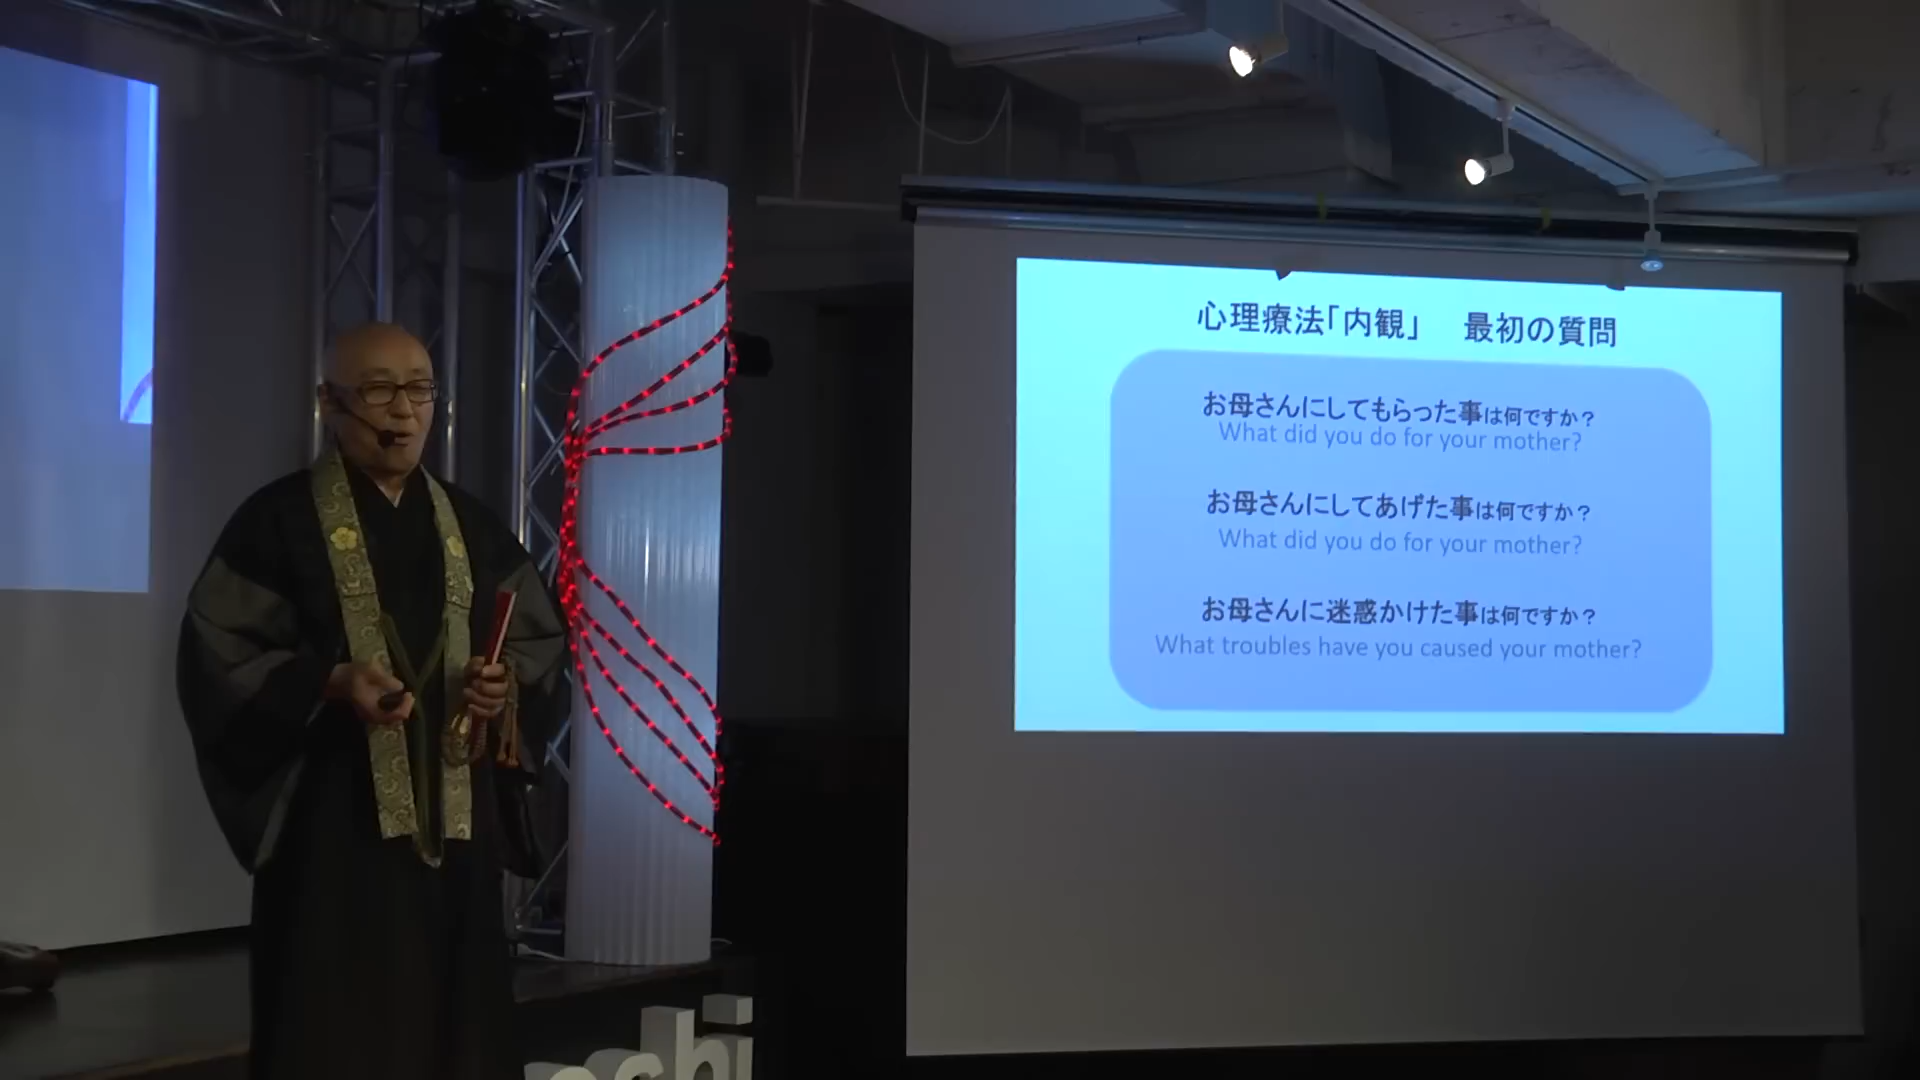 心理療法「内観」　最初の質問
お母さんにしてもらった事は何ですか？
What did you do for your mother?
お母さんにしてあげた事は何ですか？
What did you do for your mother?
お母さんに迷惑かけた事は何ですか？
What troubles have you caused your mother?
shi